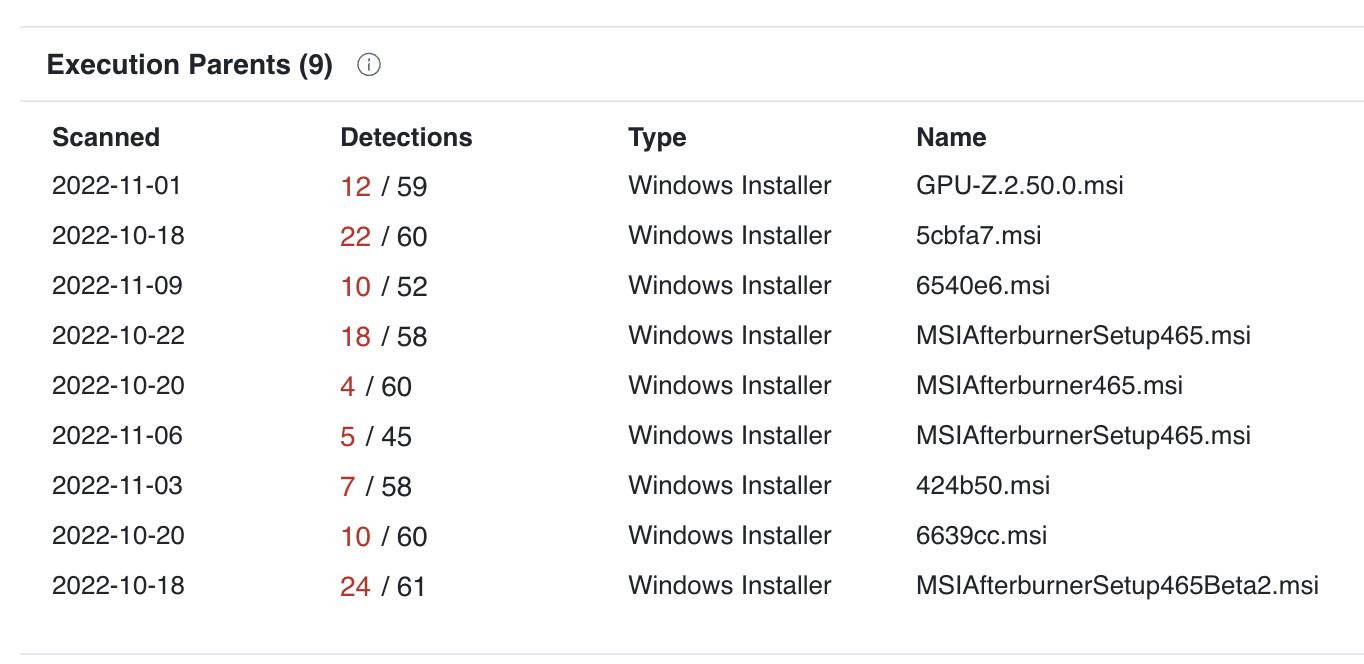 Execution Parents (9)
Scanned Detections Type Name
2022-11-01 12 / 59 Windows Installer GPU-Z.2.50.0.msi
2022-10-18 22 / 60 Windows Installer 5cbfa7.msi
2022-11-09 10 / 52 Windows Installer 6540e6.msi
2022-10-22 18 / 58 Windows Installer MSIAfterburnerSetup465.msi
2022-10-20 4 / 60 Windows Installer MSIAfterburner465.msi
2022-11-06 5 / 45 Windows Installer MSIAfterburnerSetup465.msi
2022-11-03 7 / 58 Windows Installer 424b50.msi
2022-10-20 10 / 60 Windows Installer 6639cc.msi
2022-10-18 24 / 61 Windows Installer MSIAfterburnerSetup465Beta2.msi